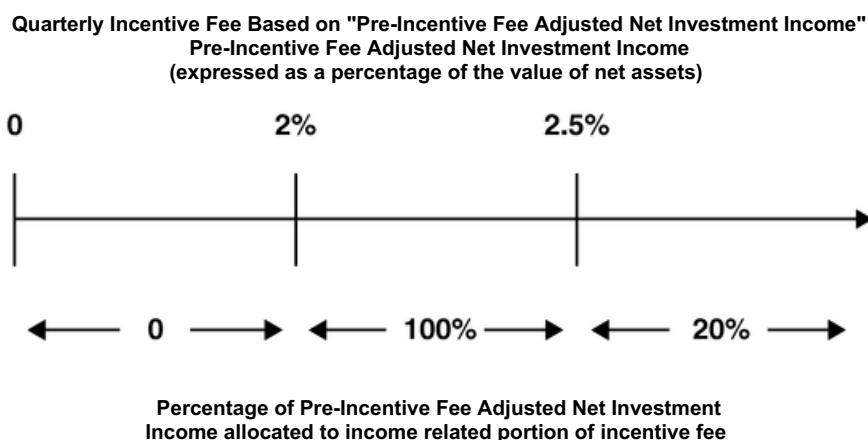 Quarterly Incentive Fee Based on "Pre-Incentive Fee Adjusted Net Investment Income"
Pre-Incentive Fee Adjusted Net Investment Income
(expressed as a percentage of the value of net assets)
0 2% 2.5%
0 100% 20%
Percentage of Pre-Incentive Fee Adjusted Net Investment
Income allocated to income related portion of incentive fee